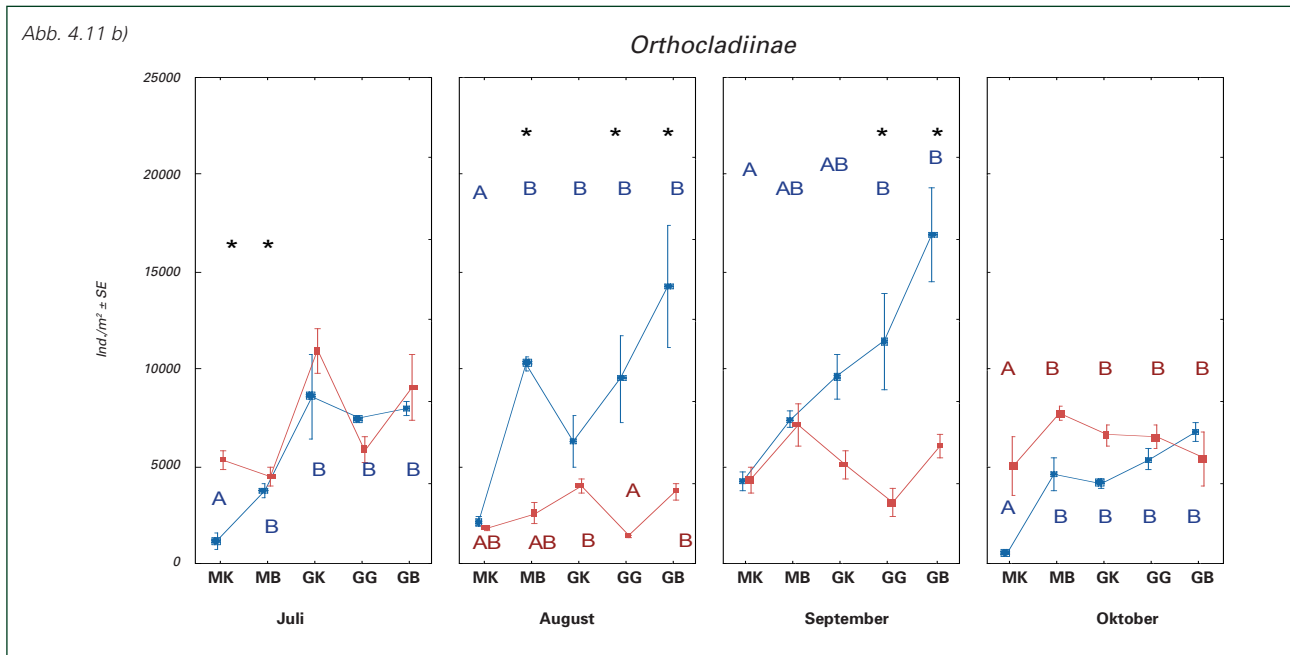 Abb. 4.11 b)
Orthocladiinae
Ind./m² ± SE
25000
20000
15000
10000
5000
0
* *
A B B B B
MK MB GK GG GB
Juli
* * *
A B B B B
AB AB B A B
MK MB GK GG GB
August
* *
A AB AB B B
MK MB GK GG GB
September
A B B B B
A B B B B
MK MB GK GG GB
Oktober